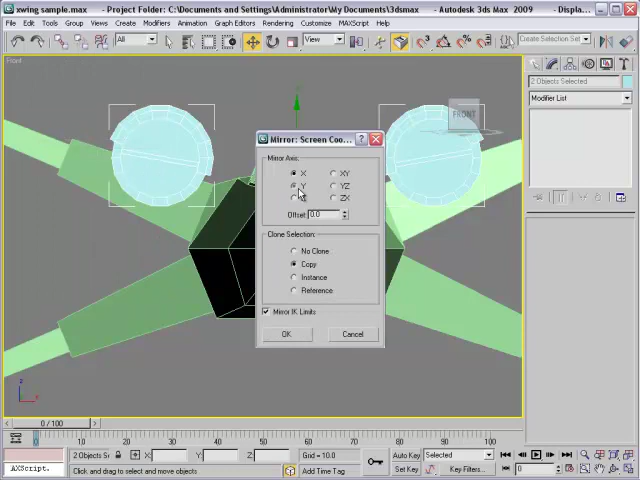 xwing sample.max - Project Folder: C:\Documents and Settings\Administrator\My Documents\3dsmax - Autodesk 3ds Max 2009 - Displa...
File Edit Tools Group Views Create Modifiers Animation Graph Editors Rendering Customize MAXScript Help
All View Create Selection Set
Front
FRONT
2 Objects Selected
Modifier List
Mirror: Screen Coo...
Mirror Axis:
X XY
Y YZ
Z ZX
Offset: 0.0
Clone Selection:
No Clone
Copy
Instance
Reference
Mirror IK Limits
OK Cancel
z
x
0 / 100
0 10 20 30 40 50 60 70 80 90 100
2 Objects Se X: Y: Z: Grid = 10.0 Auto Key Selected
AXScript. Click and drag to select and move objects Add Time Tag Set Key Key Filters... 0